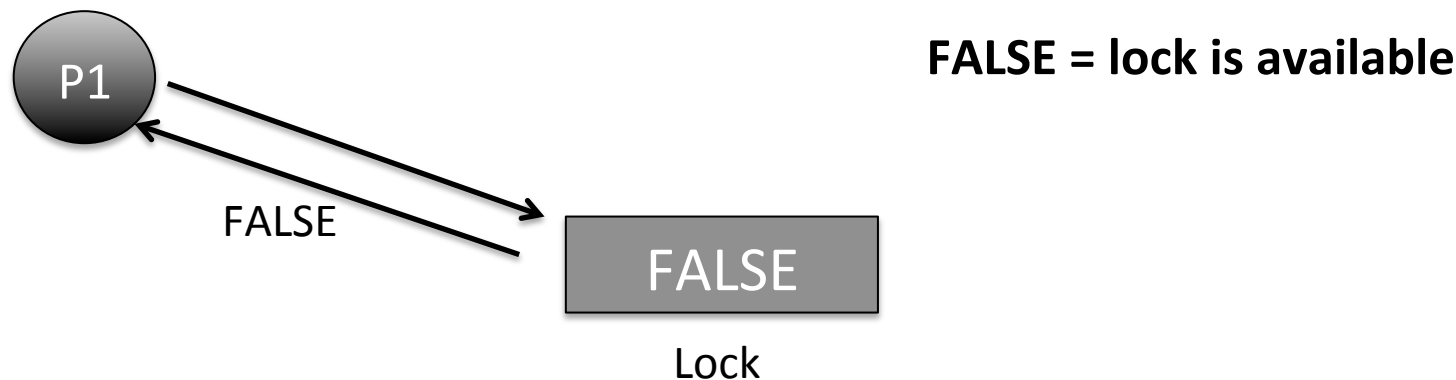 P1
FALSE = lock is available
FALSE
FALSE
Lock